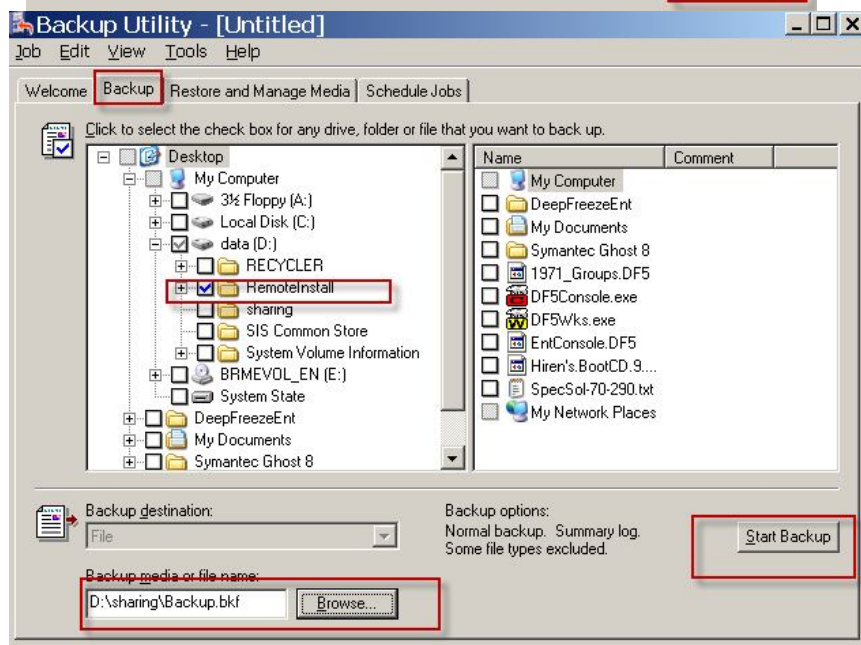 Backup Utility - [Untitled]
Job Edit View Tools Help
Welcome Backup Restore and Manage Media Schedule Jobs
Click to select the check box for any drive, folder or file that you want to back up.
Desktop
My Computer
3½ Floppy (A:)
Local Disk (C:)
data (D:)
RECYCLER
RemoteInstall
sharing
SIS Common Store
System Volume Information
BRMEVOL_EN (E:)
System State
DeepFreezeEnt
My Documents
Symantec Ghost 8
Name Comment
My Computer
DeepFreezeEnt
My Documents
Symantec Ghost 8
1971_Groups.DF5
DF5Console.exe
DF5Wks.exe
EntConsole.DF5
Hiren's.BootCD.9....
SpecSol-70-290.txt
My Network Places
Backup destination:
File
Backup media or file name:
D:\sharing\Backup.bkf Browse...
Backup options:
Normal backup. Summary log.
Some file types excluded.
Start Backup